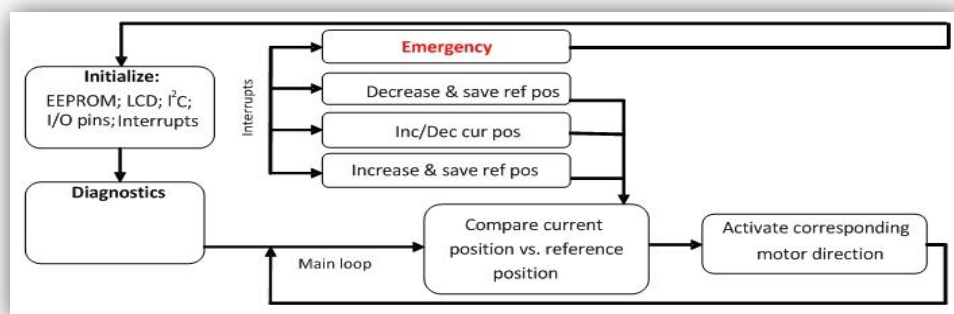 Emergency
Initialize:
EEPROM; LCD; I²C;
I/O pins; Interrupts
Interrupts
Decrease & save ref pos
Inc/Dec cur pos
Increase & save ref pos
Diagnostics
Main loop
Compare current
position vs. reference
position
Activate corresponding
motor direction